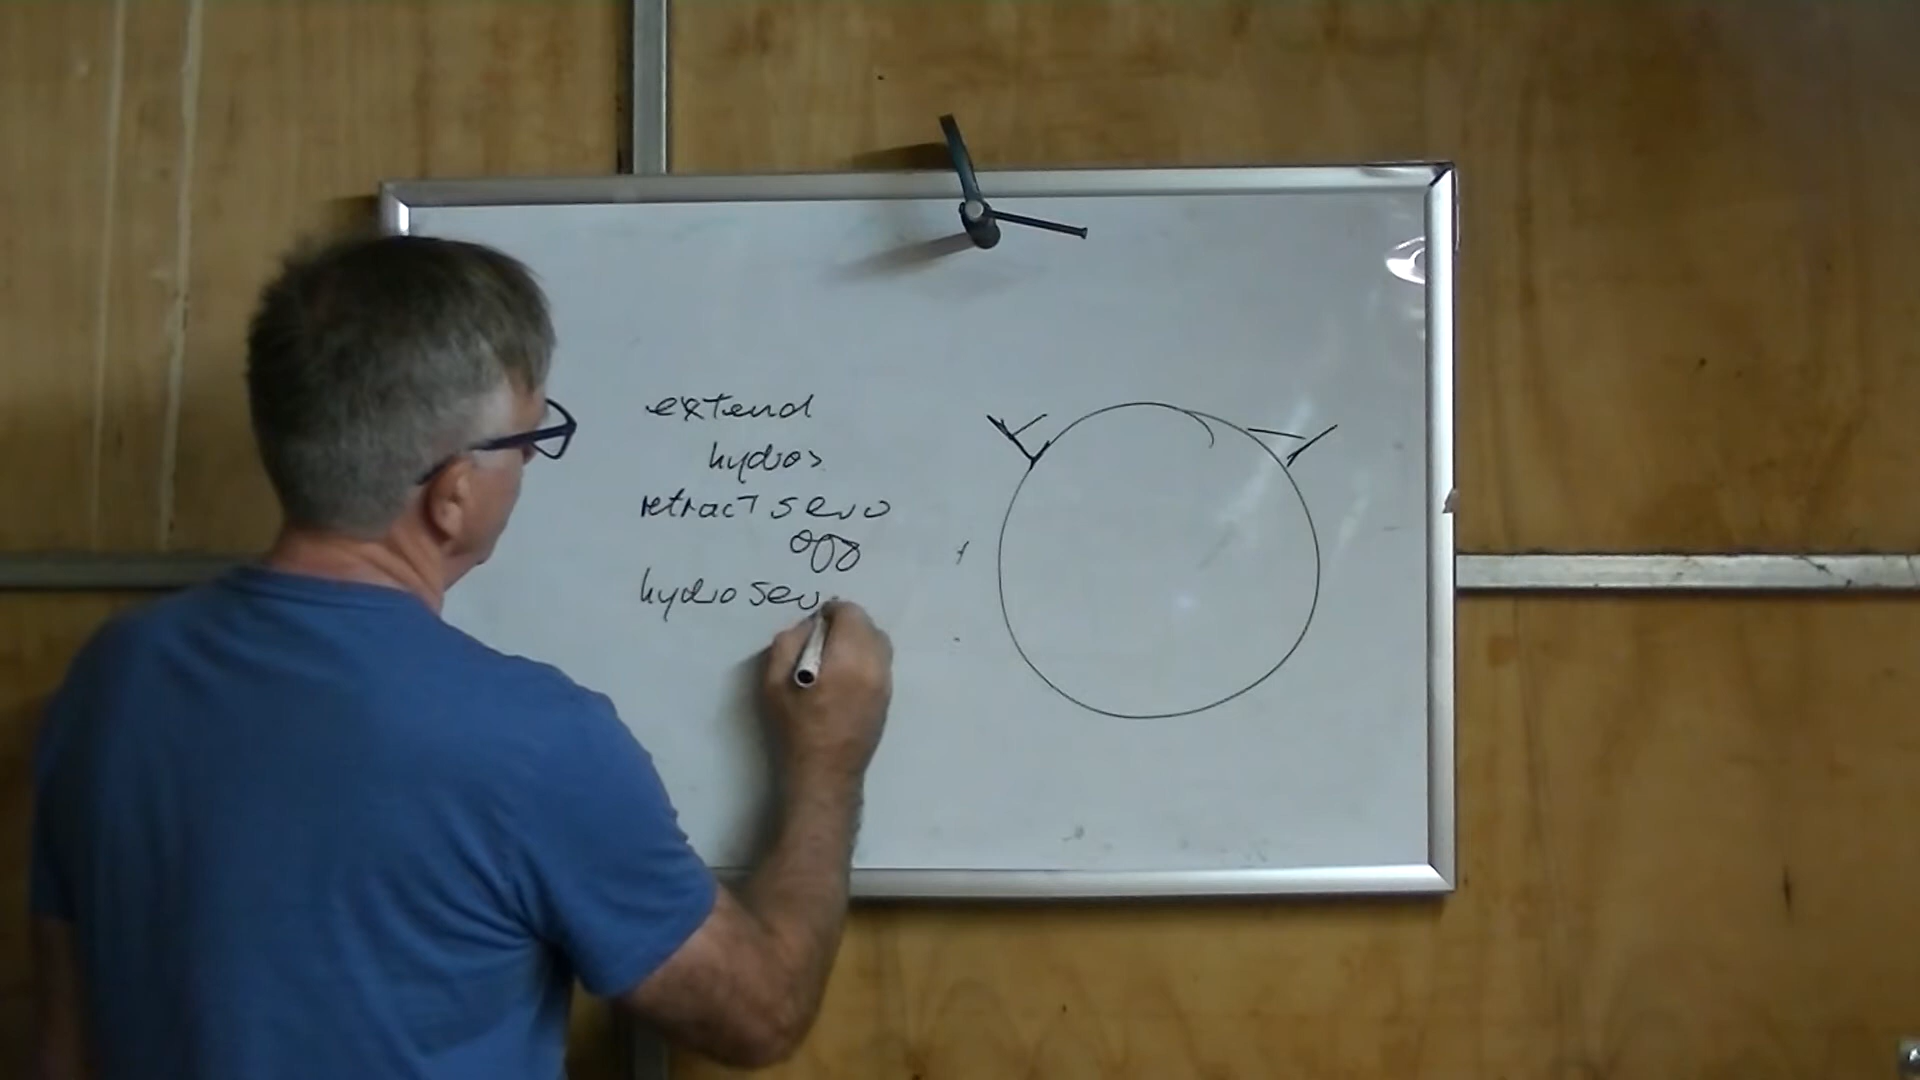 extend
hydros
retract servo
off
hydro serv